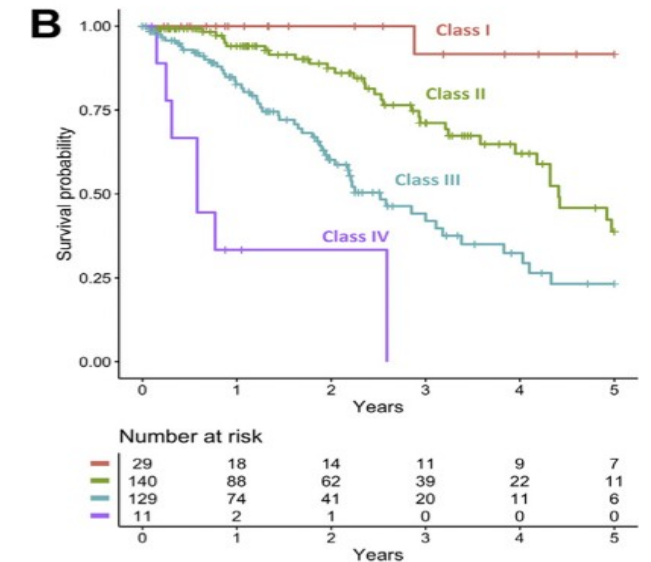 B
1.00
0.75
0.50
0.25
0.00
Survival probability
Class I
Class II
Class III
Class IV
0 1 2 3 4 5
Years
Number at risk
29 18 14 11 9 7
140 88 62 39 22 11
129 74 41 20 11 6
11 2 1 0 0 0
0 1 2 3 4 5
Years